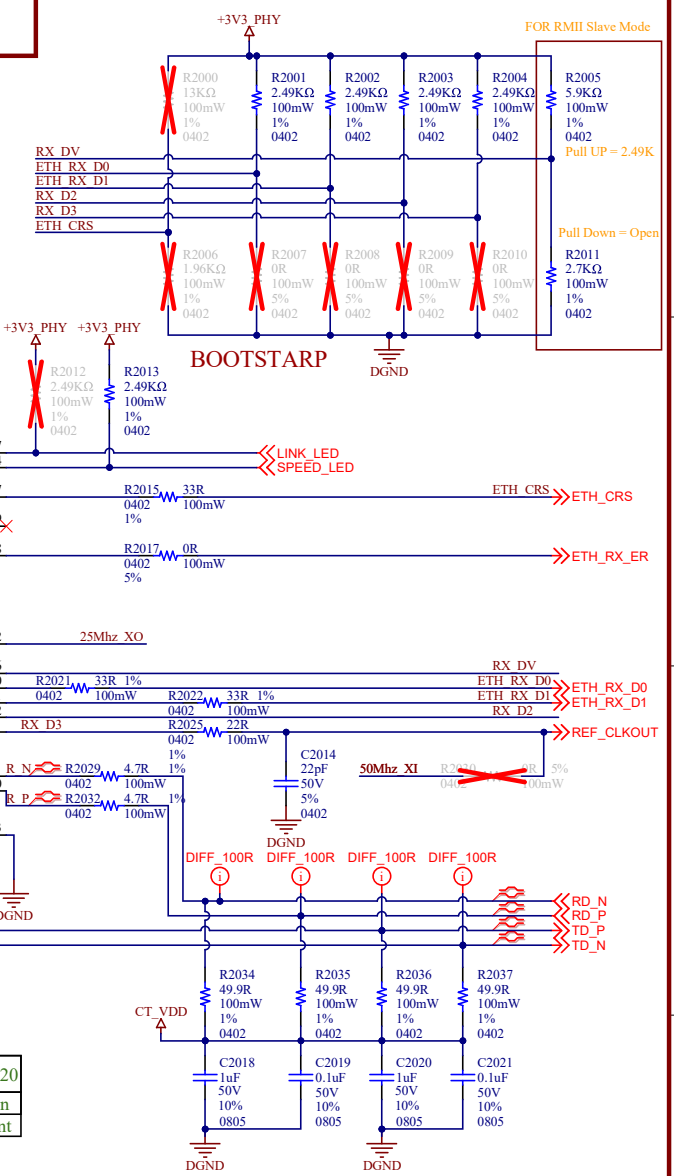 +3V3_PHY
FOR RMII Slave Mode
R2000
13KΩ
100mW
1%
0402
R2001
2.49KΩ
100mW
1%
0402
R2002
2.49KΩ
100mW
1%
0402
R2003
2.49KΩ
100mW
1%
0402
R2004
2.49KΩ
100mW
1%
0402
R2005
5.9KΩ
100mW
1%
0402
Pull UP = 2.49K
RX_DV
ETH_RX_D0
ETH_RX_D1
RX_D2
RX_D3
ETH_CRS
Pull Down = Open
R2006
1.96KΩ
100mW
1%
0402
R2007
0R
100mW
5%
0402
R2008
0R
100mW
5%
0402
R2009
0R
100mW
5%
0402
R2010
0R
100mW
5%
0402
R2011
2.7KΩ
100mW
1%
0402
BOOTSTARP
DGND
+3V3_PHY
+3V3_PHY
R2012
2.49KΩ
100mW
1%
0402
R2013
2.49KΩ
100mW
1%
0402
LINK_LED
SPEED_LED
R2015 33R
0402 100mW
1%
ETH_CRS
ETH_CRS
R2017 0R
0402 100mW
5%
ETH_RX_ER
25Mhz_XO
RX_DV
R2021 33R 1%
0402 100mW
ETH_RX_D0
ETH_RX_D0
R2022 33R 1%
0402 100mW
ETH_RX_D1
ETH_RX_D1
RX_D2
RX_D3
R2025 22R
0402 100mW
1%
REF_CLKOUT
C2014
22pF
50V
5%
0402
DGND
50Mhz_XI
0R 5%
100mW
R_N
R2029 4.7R 1%
0402 100mW
R_P
R2032 4.7R 1%
0402 100mW
DGND
DIFF_100R
DIFF_100R
DIFF_100R
DIFF_100R
i
i
i
i
RD_N
RD_P
TD_P
TD_N
R2034
49.9R
100mW
1%
0402
R2035
49.9R
100mW
1%
0402
R2036
49.9R
100mW
1%
0402
R2037
49.9R
100mW
1%
0402
CT_VDD
C2018
1uF
50V
10%
0805
C2019
0.1uF
50V
10%
0805
C2020
1uF
50V
10%
0805
C2021
0.1uF
50V
10%
0805
DGND
DGND
20
n
nt